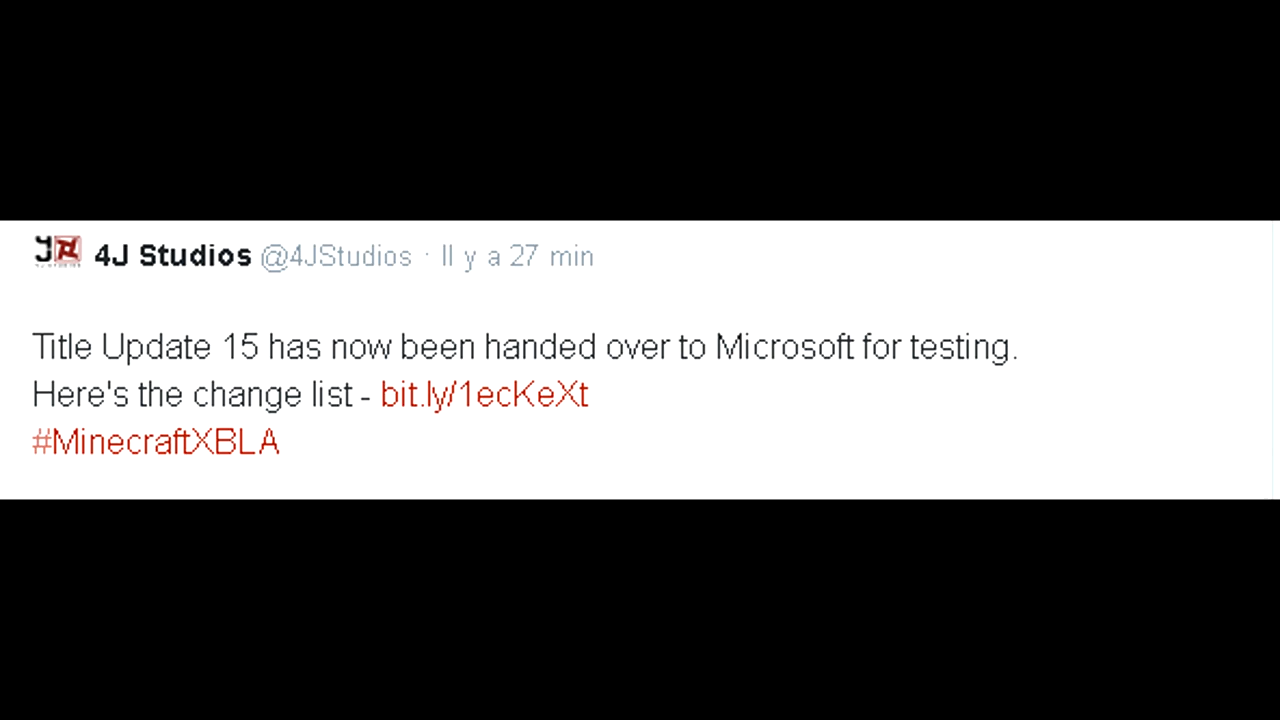 4J Studios @4JStudios · Il y a 27 min
Title Update 15 has now been handed over to Microsoft for testing.
Here's the change list - bit.ly/1ecKeXt
#MinecraftXBLA